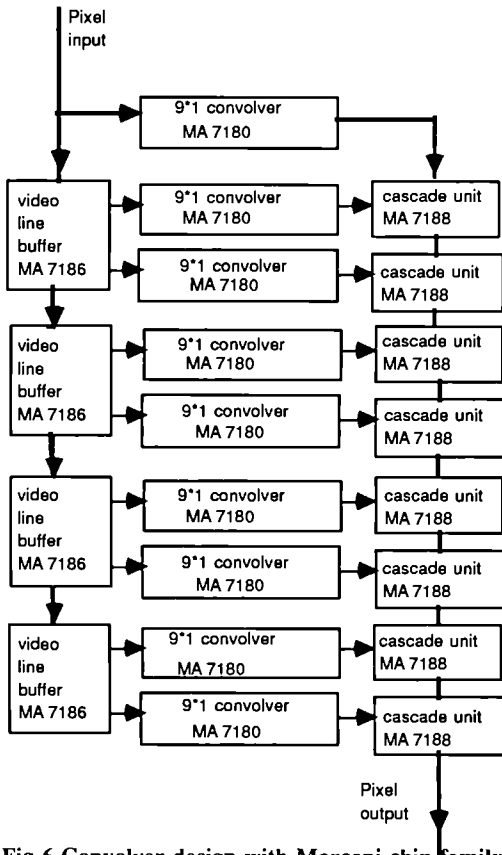 Pixel
input
9*1 convolver
MA 7180
video
line
buffer
MA 7186
9*1 convolver
MA 7180
cascade unit
MA 7188
9*1 convolver
MA 7180
cascade unit
MA 7188
video
line
buffer
MA 7186
9*1 convolver
MA 7180
cascade unit
MA 7188
9*1 convolver
MA 7180
cascade unit
MA 7188
video
line
buffer
MA 7186
9*1 convolver
MA 7180
cascade unit
MA 7188
9*1 convolver
MA 7180
cascade unit
MA 7188
video
line
buffer
MA 7186
9*1 convolver
MA 7180
cascade unit
MA 7188
9*1 convolver
MA 7180
cascade unit
MA 7188
Pixel
output
Fig 6 Convolver design with Marconi chip family